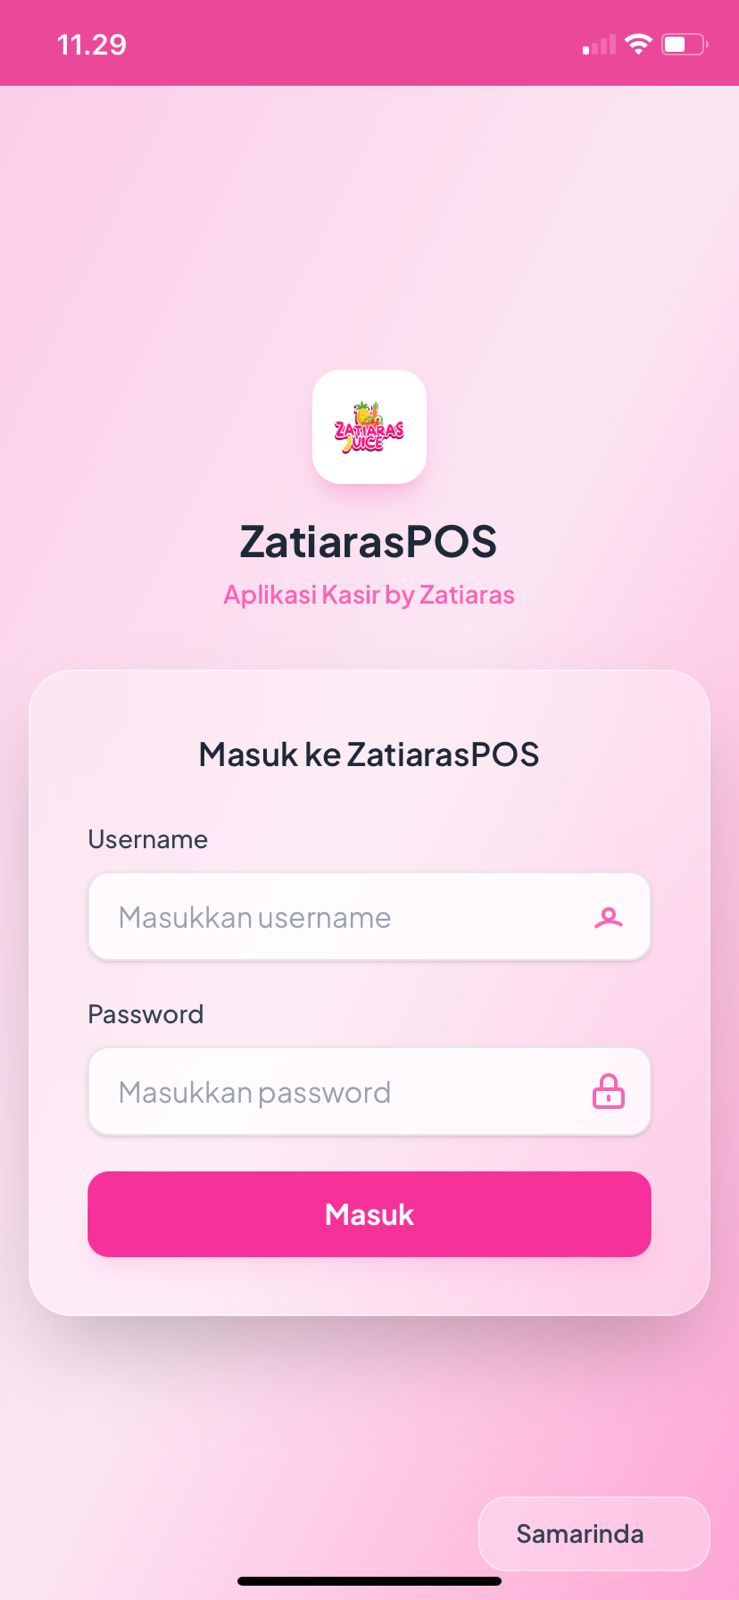 11.29
ZATIARAS
JUICE
ZatiarasPOS
Aplikasi Kasir by Zatiaras
Masuk ke ZatiarasPOS
Username
Masukkan username
Password
Masukkan password
Masuk
Samarinda